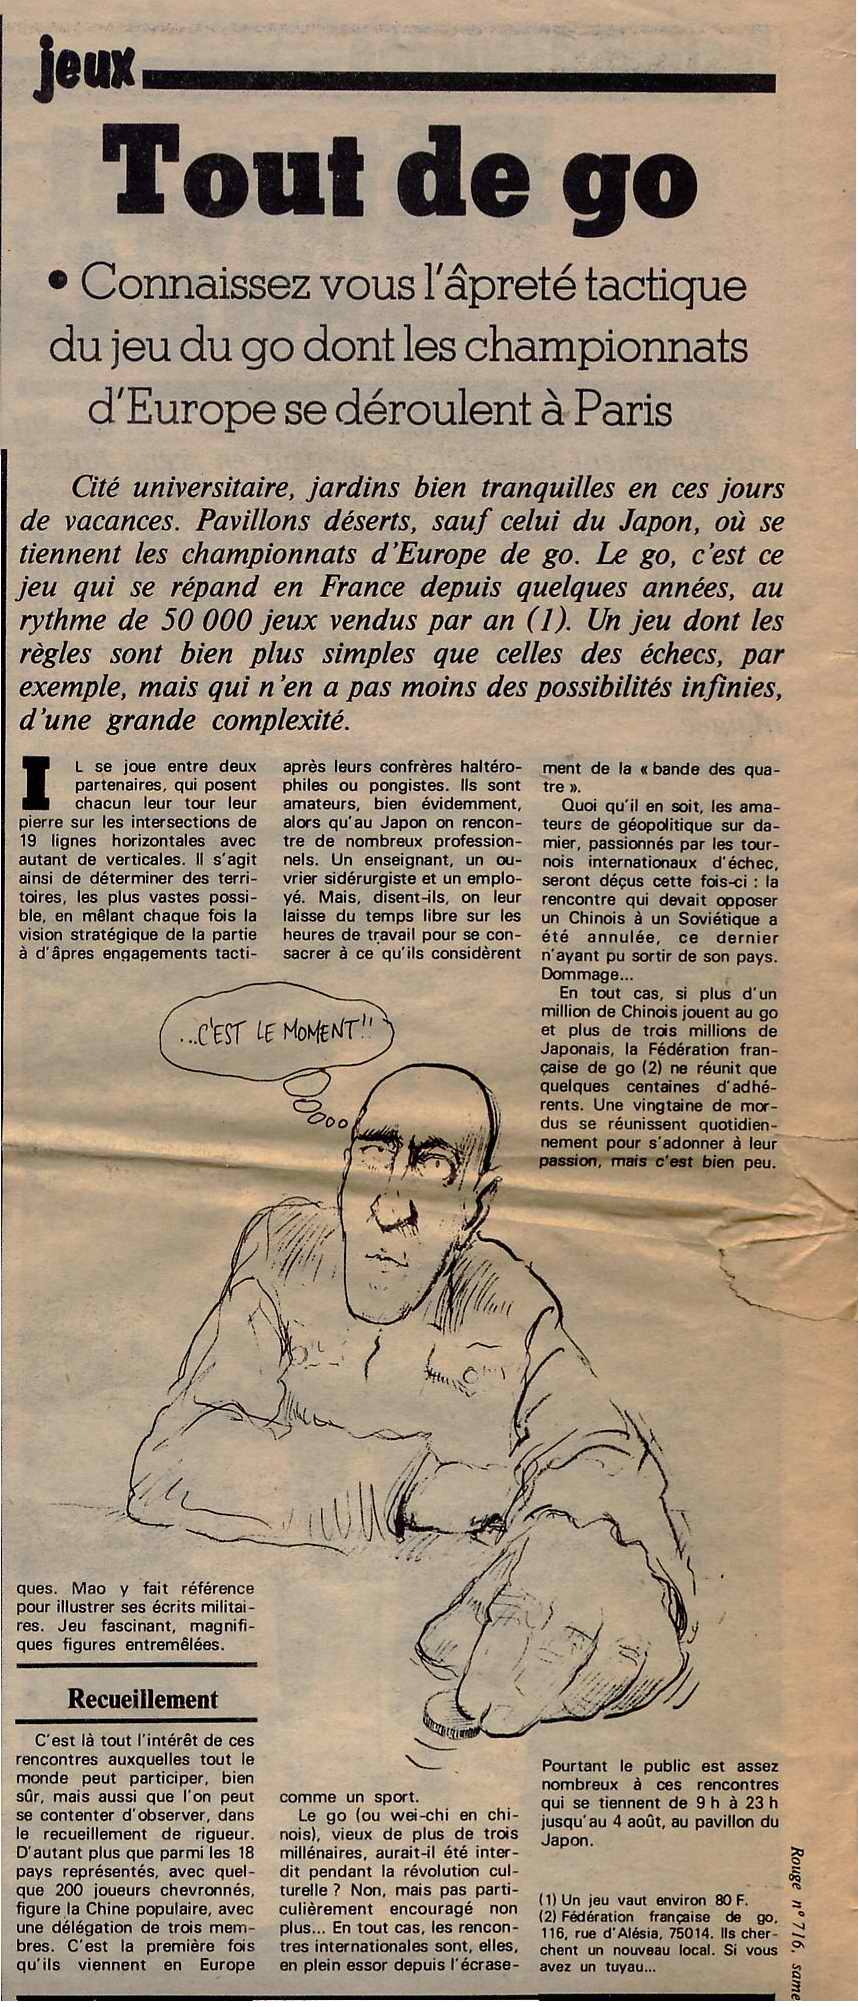 jeux
Tout de go
• Connaissez vous l'âpreté tactique
du jeu du go dont les championnats
d'Europe se déroulent à Paris
Cité universitaire, jardins bien tranquilles en ces jours
de vacances. Pavillons déserts, sauf celui du Japon, où se
tiennent les championnats d'Europe de go. Le go, c'est ce
jeu qui se répand en France depuis quelques années, au
rythme de 50 000 jeux vendus par an (1). Un jeu dont les
règles sont bien plus simples que celles des échecs, par
exemple, mais qui n'en a pas moins des possibilités infinies,
d'une grande complexité.
IL se joue entre deux
partenaires, qui posent
chacun leur tour leur
pierre sur les intersections de
19 lignes horizontales avec
autant de verticales. Il s'agit
ainsi de déterminer des terri-
toires, les plus vastes possi-
ble, en mêlant chaque fois la
vision stratégique de la partie
à d'âpres engagements tacti-
ques. Mao y fait référence
pour illustrer ses écrits militai-
res. Jeu fascinant, magnifi-
ques figures entremêlées.
Recueillement
C'est là tout l'intérêt de ces
rencontres auxquelles tout le
monde peut participer, bien
sûr, mais aussi que l'on peut
se contenter d'observer, dans
le recueillement de rigueur.
D'autant plus que parmi les 18
pays représentés, avec quel-
que 200 joueurs chevronnés,
figure la Chine populaire, avec
une délégation de trois mem-
bres. C'est la première fois
qu'ils viennent en Europe
après leurs confrères haltéro-
philes ou pongistes. Ils sont
amateurs, bien évidemment,
alors qu'au Japon on rencon-
tre de nombreux profession-
nels. Un enseignant, un ou-
vrier sidérurgiste et un emplo-
yé. Mais, disent-ils, on leur
laisse du temps libre sur les
heures de travail pour se con-
sacrer à ce qu'ils considèrent
...C'EST LE MOMENT!!
comme un sport.
Le go (ou wei-chi en chi-
nois), vieux de plus de trois
millénaires, aurait-il été inter-
dit pendant la révolution cul-
turelle ? Non, mais pas parti-
culièrement encouragé non
plus... En tout cas, les rencon-
tres internationales sont, elles,
en plein essor depuis l'écrase-
ment de la « bande des qua-
tre ».
Quoi qu'il en soit, les ama-
teurs de géopolitique sur da-
mier, passionnés par les tour-
nois internationaux d'échec,
seront déçus cette fois-ci : la
rencontre qui devait opposer
un Chinois à un Soviétique a
été annulée, ce dernier
n'ayant pu sortir de son pays.
Dommage...
En tout cas, si plus d'un
million de Chinois jouent au go
et plus de trois millions de
Japonais, la Fédération fran-
çaise de go (2) ne réunit que
quelques centaines d'adhé-
rents. Une vingtaine de mor-
dus se réunissent quotidien-
nement pour s'adonner à leur
passion, mais c'est bien peu.
Pourtant le public est assez
nombreux à ces rencontres
qui se tiennent de 9 h à 23 h
jusqu'au 4 août, au pavillon du
Japon.
(1) Un jeu vaut environ 80 F.
(2) Fédération française de go,
116, rue d'Alésia, 75014. Ils cher-
chent un nouveau local. Si vous
avez un tuyau...
Rouge n° 716, same